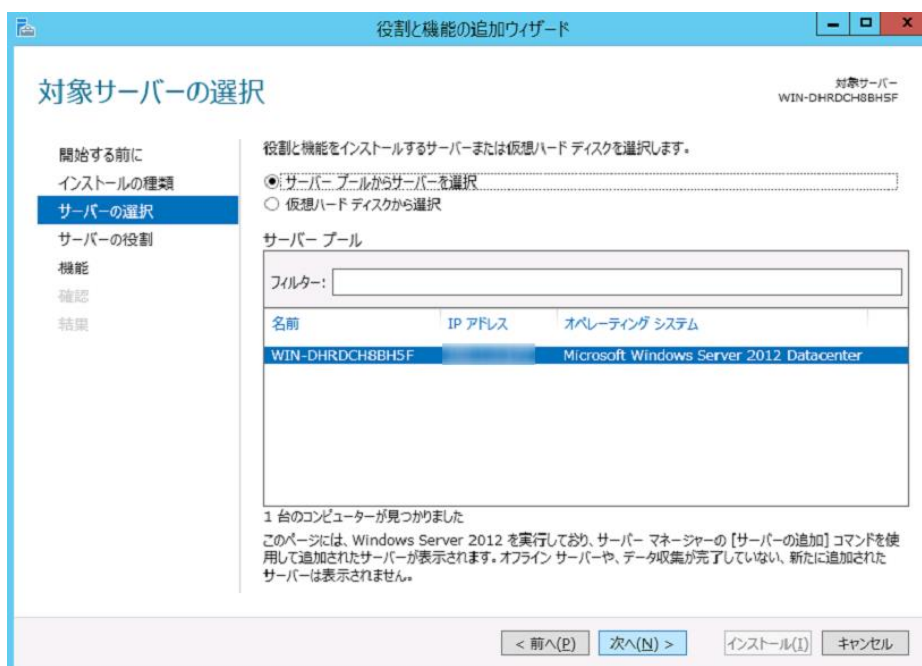 役割と機能の追加ウィザード
対象サーバーの選択
対象サーバー
WIN-DHRDCH8BH5F
開始する前に
インストールの種類
サーバーの選択
サーバーの役割
機能
確認
結果
役割と機能をインストールするサーバーまたは仮想ハード ディスクを選択します。
サーバー プールからサーバーを選択
仮想ハード ディスクから選択
サーバー プール
フィルター:
名前 IP アドレス オペレーティング システム
WIN-DHRDCH8BH5F Microsoft Windows Server 2012 Datacenter
1 台のコンピューターが見つかりました
このページには、Windows Server 2012 を実行しており、サーバー マネージャーの [サーバーの追加] コマンドを使
用して追加されたサーバーが表示されます。オフライン サーバーや、データ収集が完了していない、新たに追加された
サーバーは表示されません。
< 前へ(P) 次へ(N) > インストール(I) キャンセル